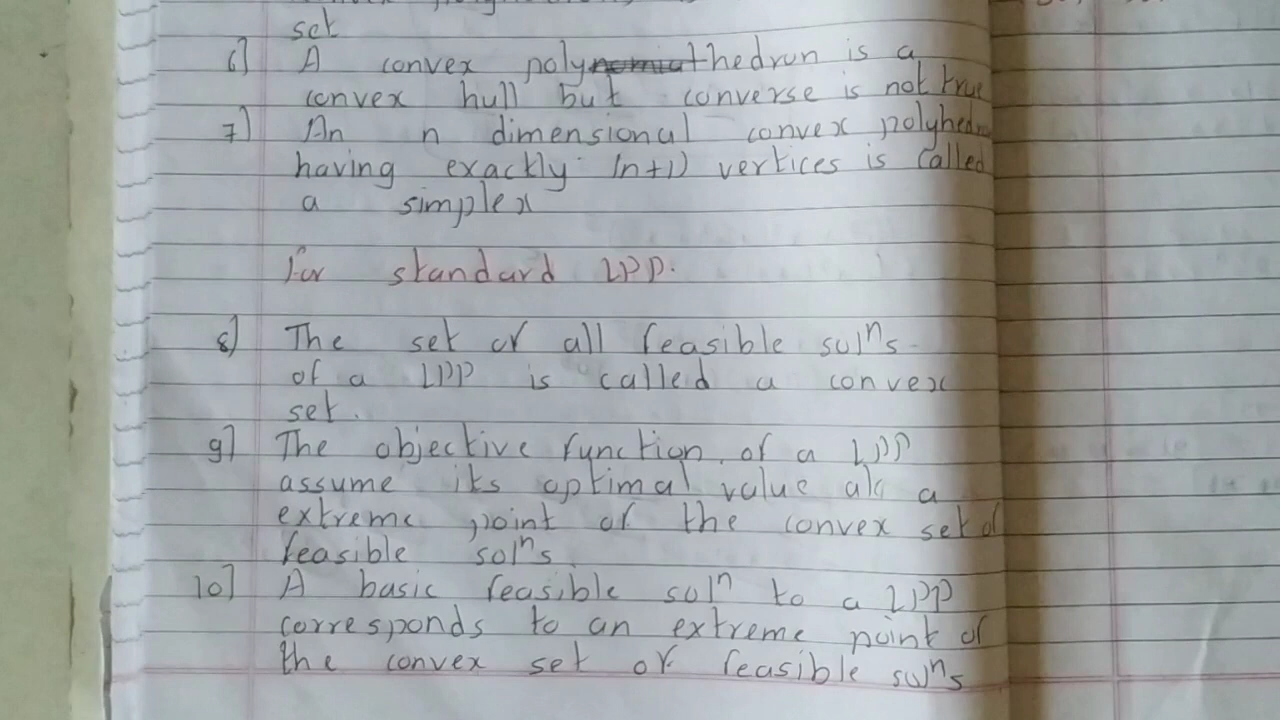 set
6] A convex polythedron is a
convex hull but converse is not true
7] An n dimensional convex polyhed
having exactly (n+1) vertices is called
a simplex
for standard LPP.
8] The set of all feasible solⁿs
of a LPP is called a convex
set.
9] The objective function of a LPP
assume its optimal value a
extreme point of the convex set of
feasible solⁿs
10] A basic feasible solⁿ to a LPP
corresponds to an extreme point of
the convex set of feasible solⁿs